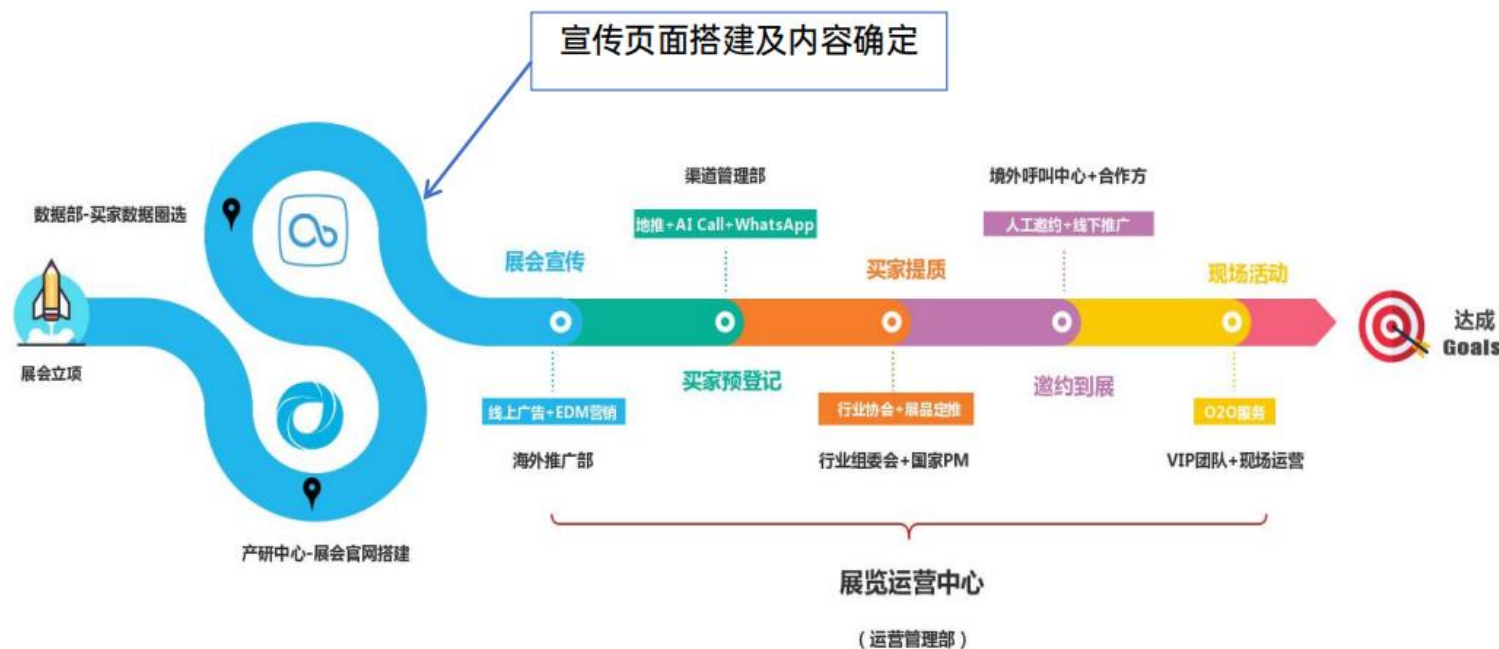 宣传页面搭建及内容确定
数据部-买家数据圈选
展会立项
产研中心-展会官网搭建
渠道管理部
地推+AI Call+WhatsApp
境外呼叫中心+合作方
人工邀约+线下推广
展会宣传
买家提质
现场活动
达成
Goals
买家预登记
邀约到展
线上广告+EDM营销
行业协会+展品定推
O2O服务
海外推广部
行业组委会+国家PM
VIP团队+现场运营
展览运营中心
（运营管理部）